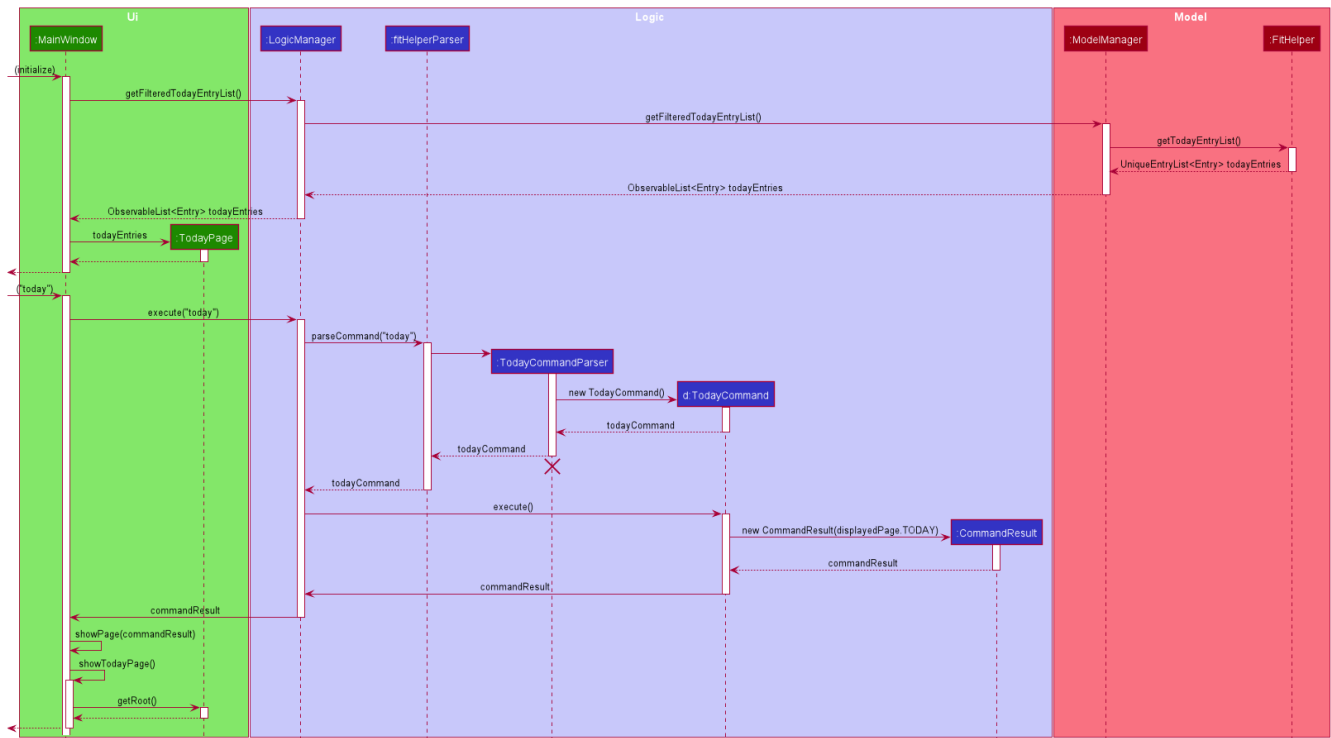 Ui
Logic
Model
:MainWindow
:LogicManager
:fitHelperParser
:ModelManager
:FitHelper
(initialize)
getFilteredTodayEntryList()
getFilteredTodayEntryList()
getTodayEntryList()
UniqueEntryList<Entry> todayEntries
ObservableList<Entry> todayEntries
ObservableList<Entry> todayEntries
todayEntries
:TodayPage
("today")
execute("today")
parseCommand("today")
:TodayCommandParser
new TodayCommand()
d:TodayCommand
todayCommand
todayCommand
todayCommand
execute()
new CommandResult(displayedPage.TODAY)
:CommandResult
commandResult
commandResult
commandResult
showPage(commandResult)
showTodayPage()
getRoot()